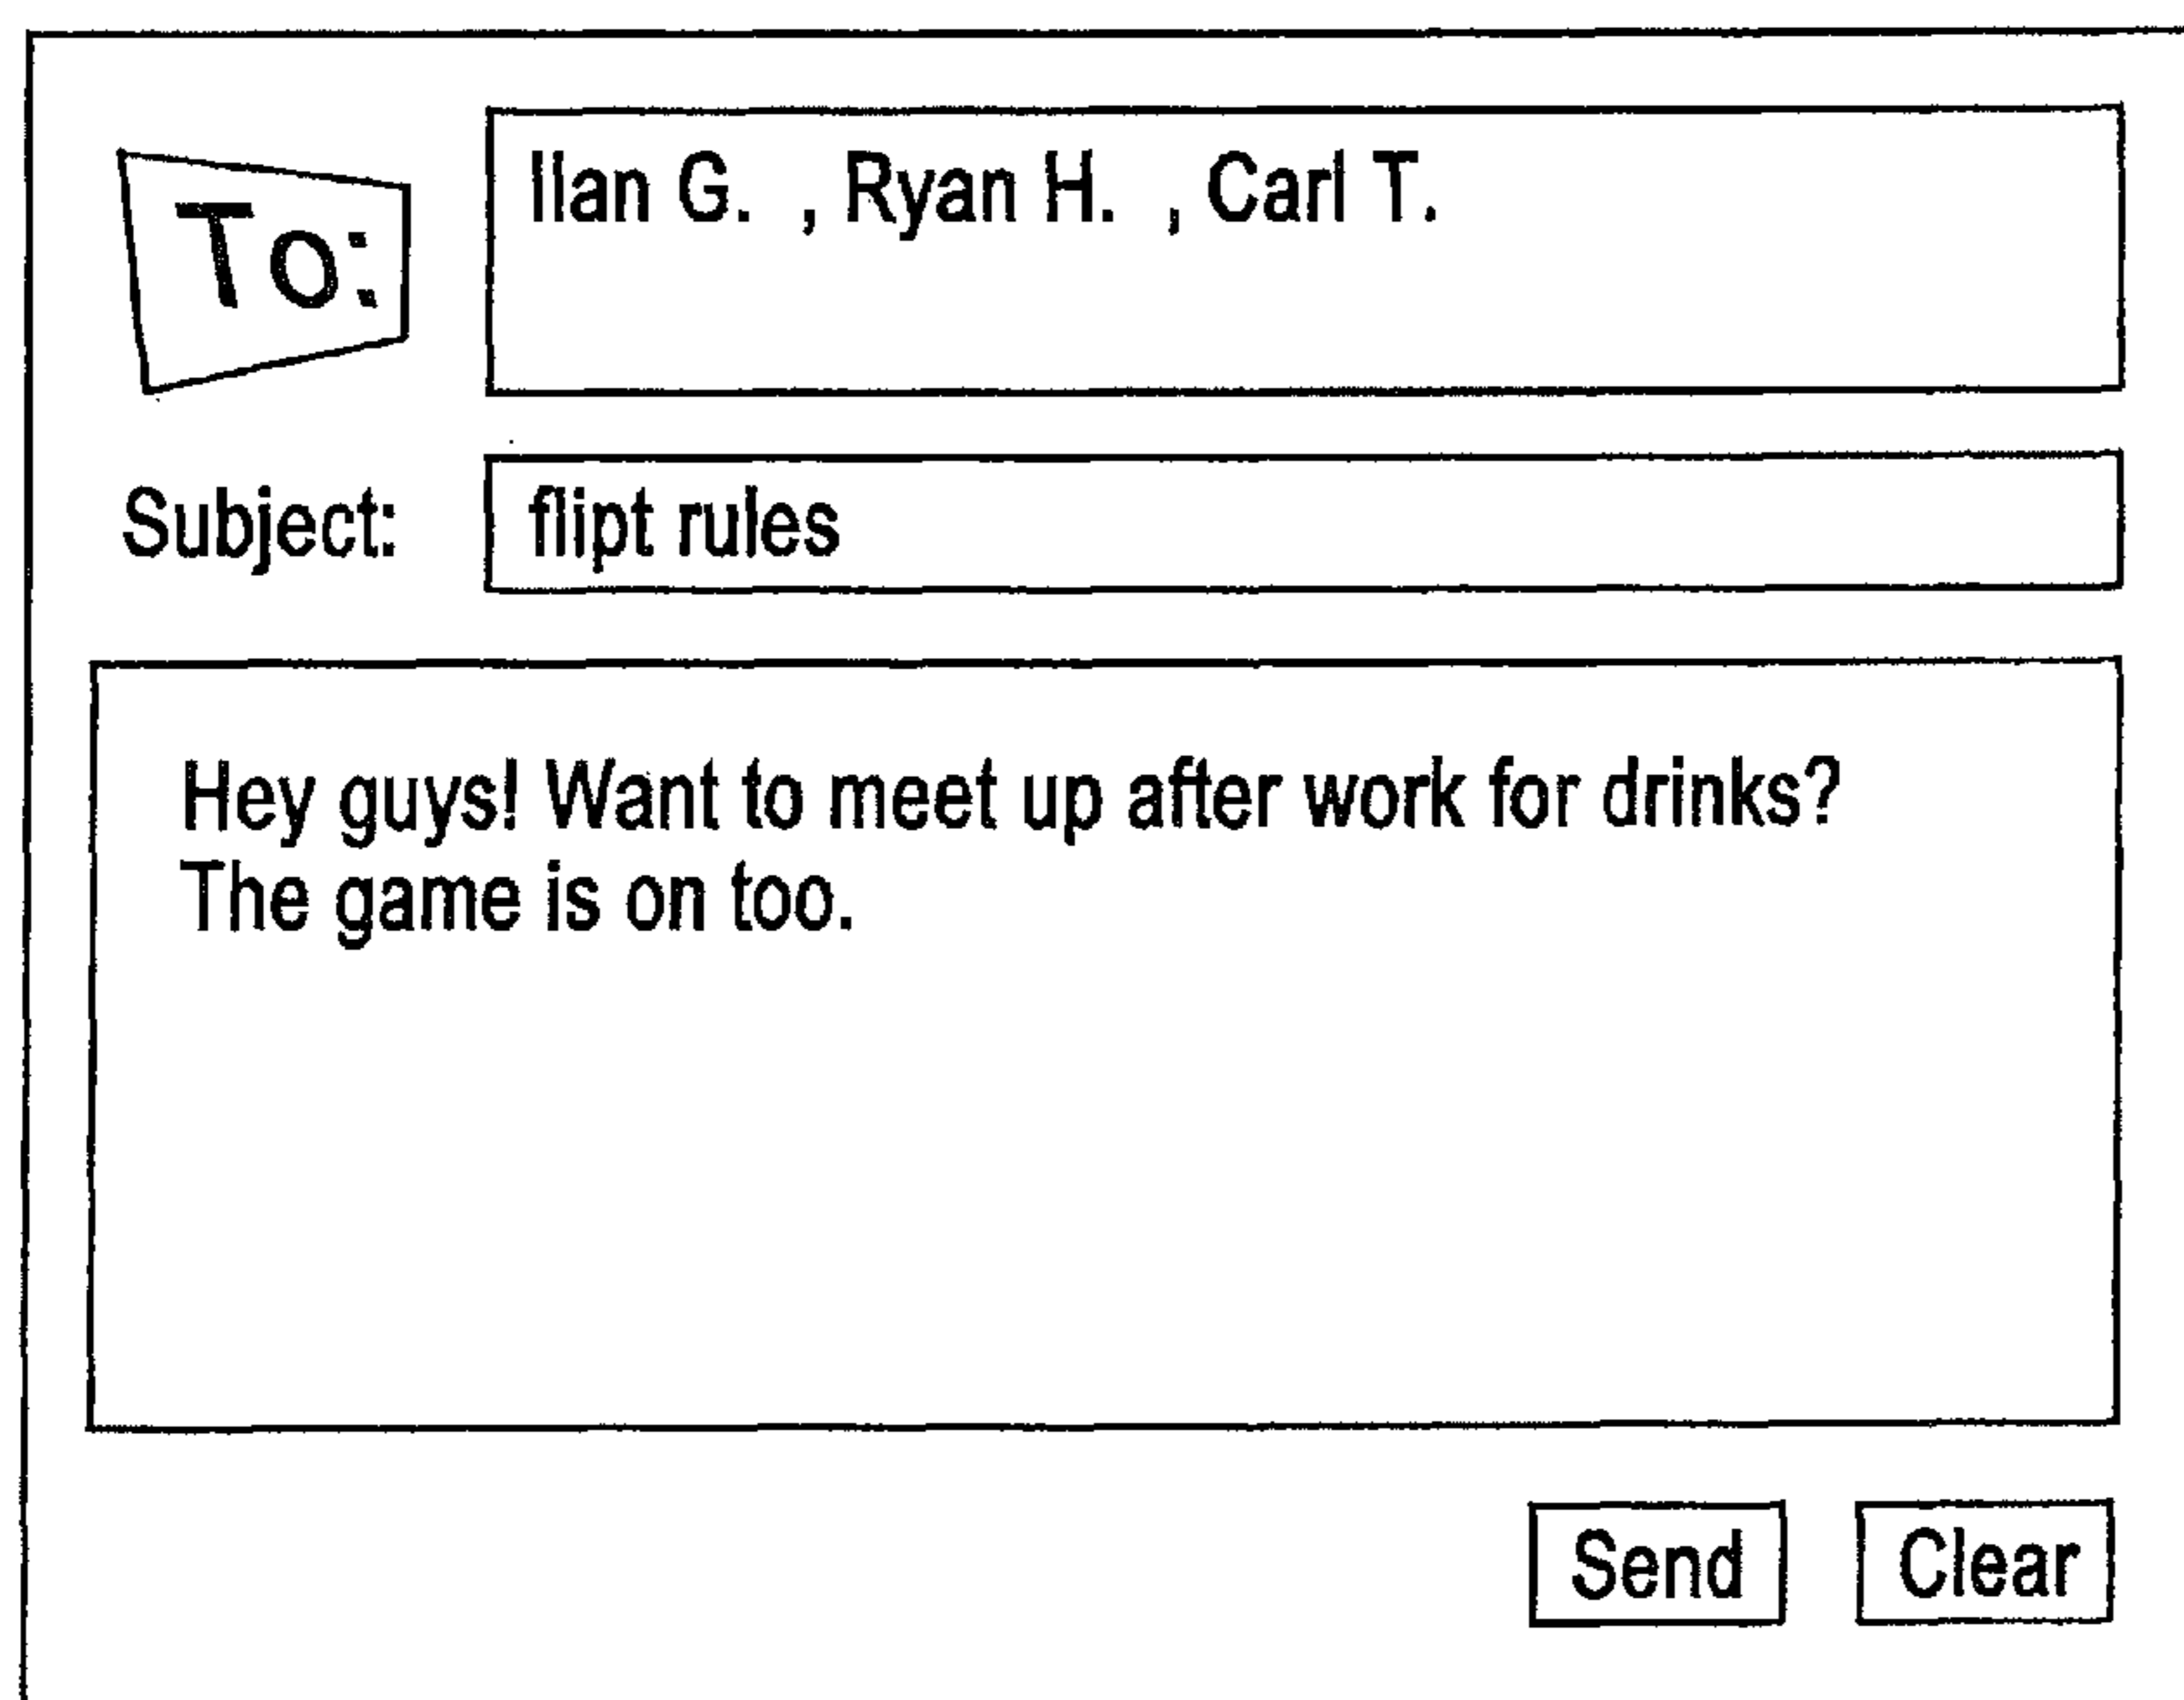 To: Ilan G. , Ryan H. , Carl T.
Subject: flipt rules
Hey guys! Want to meet up after work for drinks?
The game is on too.
Send Clear